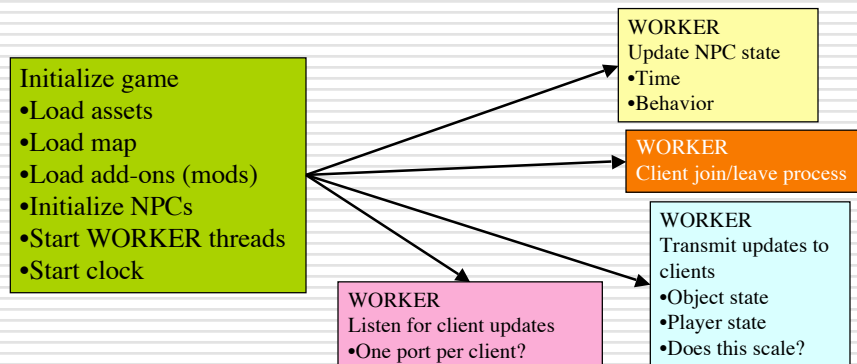 Initialize game
•Load assets
•Load map
•Load add-ons (mods)
•Initialize NPCs
•Start WORKER threads
•Start clock
WORKER
Update NPC state
•Time
•Behavior
WORKER
Client join/leave process
WORKER
Transmit updates to
clients
•Object state
•Player state
•Does this scale?
WORKER
Listen for client updates
•One port per client?